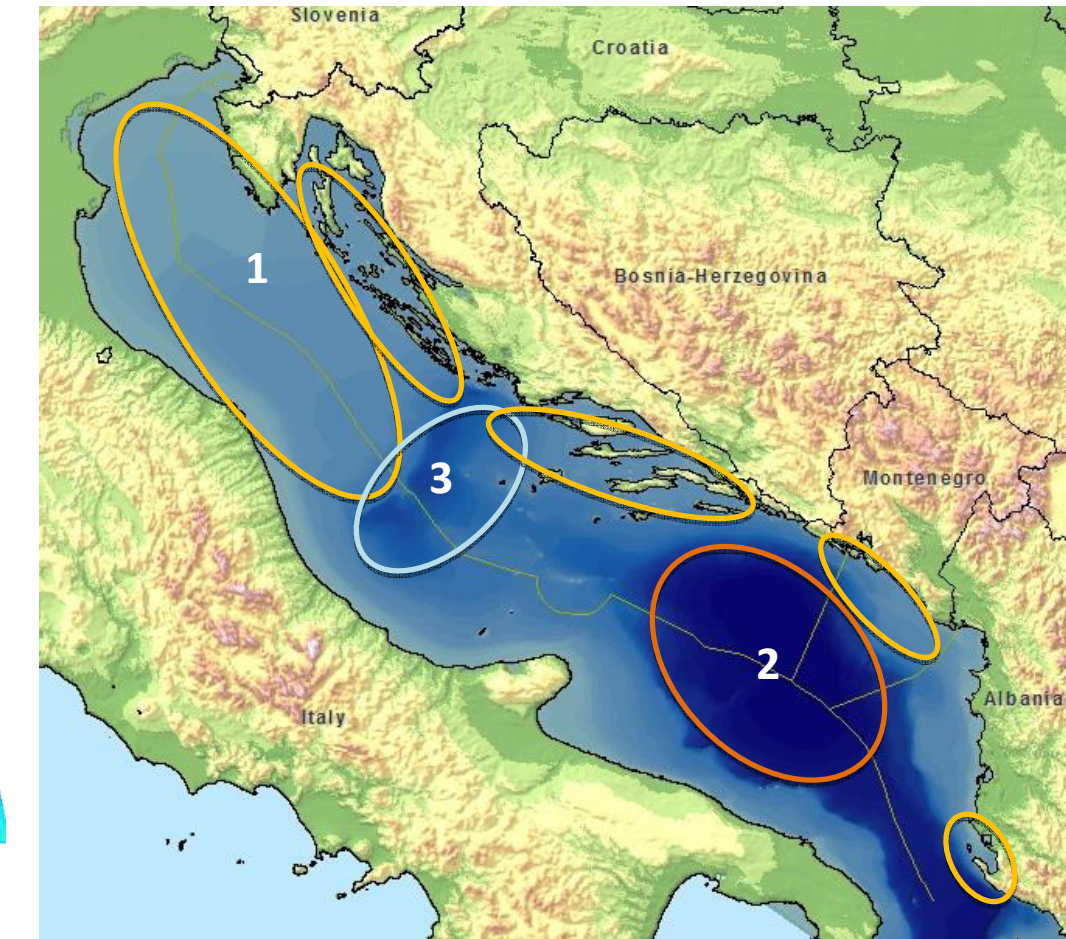 Slovenia
Croatia
1
Bosnia-Herzegovina
3
Montenegro
2
Albania
Italy